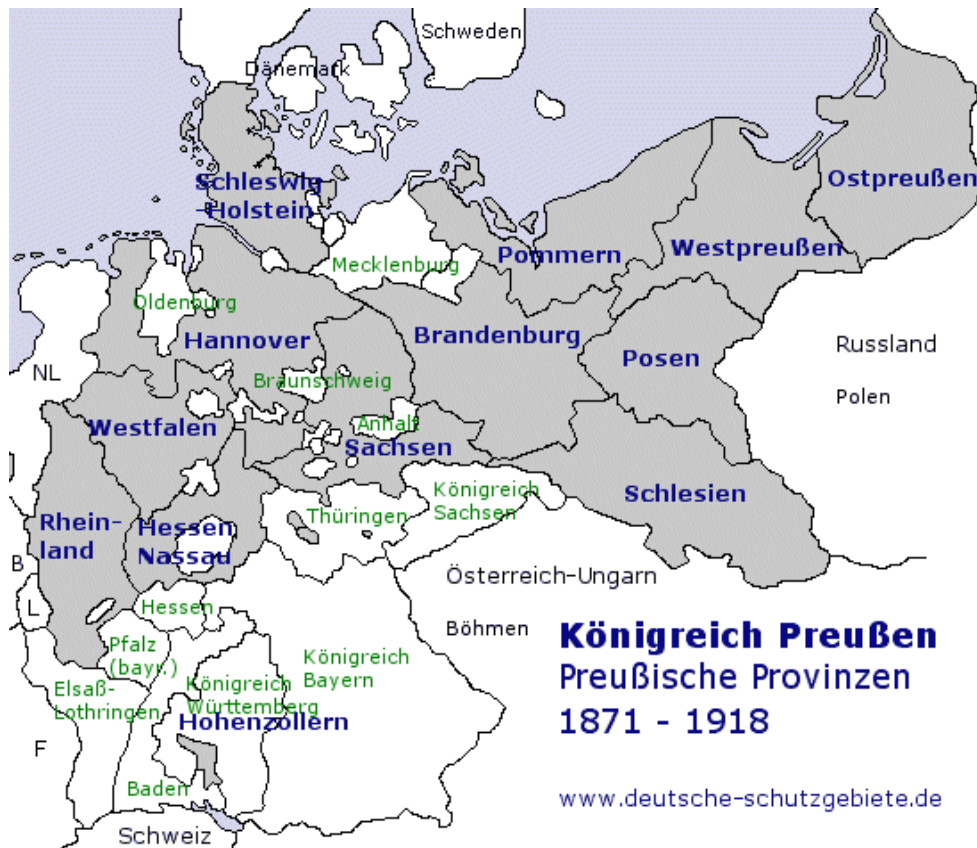 Schweden
Dänemark
Schleswig
-Holstein
Ostpreußen
Westpreußen
Pommern
Mecklenburg
Oldenburg
Hannover
Brandenburg
Posen
Russland
Polen
NL
Braunschweig
Westfalen
Anhalt
Sachsen
Königreich
Sachsen
Schlesien
Thüringen
Rhein-
land
Hessen
Nassau
B
L
Österreich-Ungarn
Böhmen
Hessen
Pfalz
(bayr.)
Elsaß-
Lothringen
Königreich
Württemberg
Königreich
Bayern
Hohenzollern
F
Baden
Schweiz
Königreich Preußen
Preußische Provinzen
1871 - 1918
www.deutsche-schutzgebiete.de